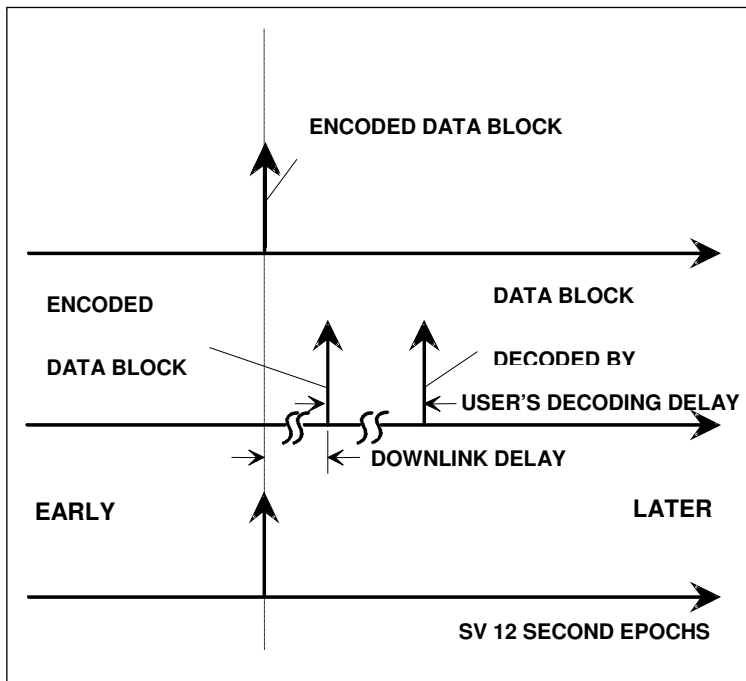 ENCODED DATA BLOCK
ENCODED
DATA BLOCK
DATA BLOCK
DECODED BY
USER'S DECODING DELAY
DOWNLINK DELAY
EARLY
LATER
SV 12 SECOND EPOCHS